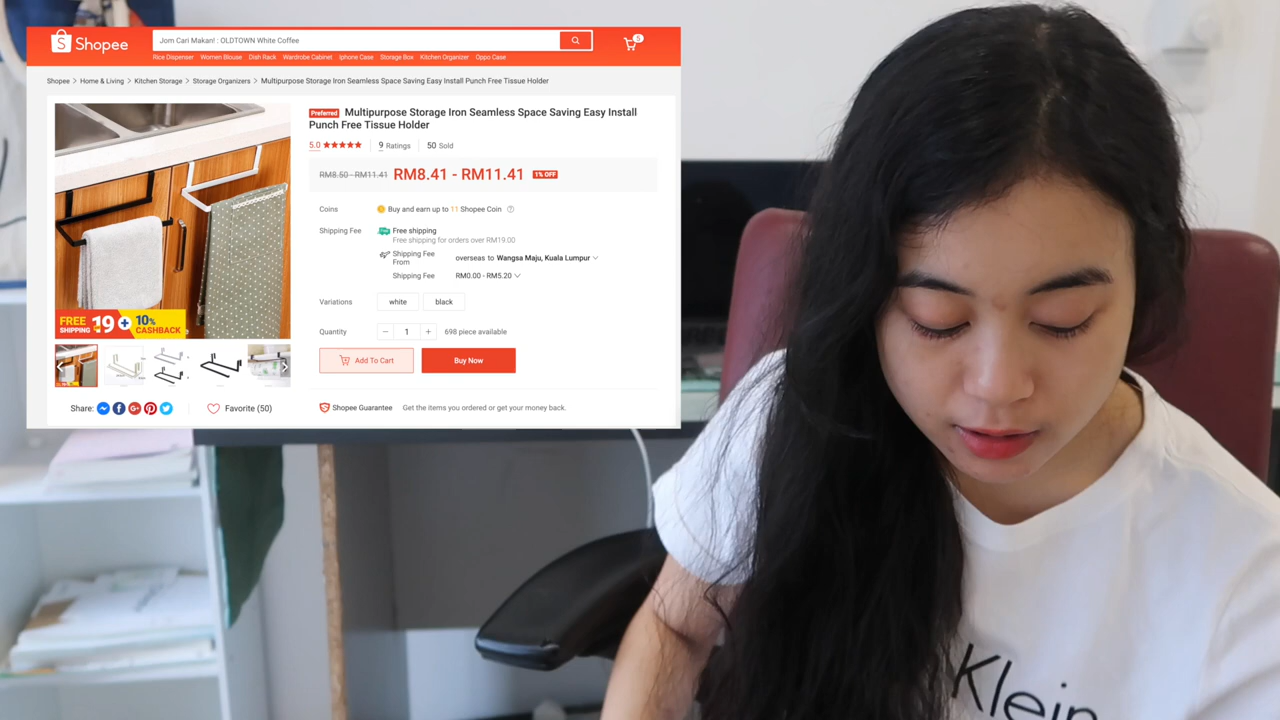 Shopee
Jom Cari Makan! : OLDTOWN White Coffee
5
Rice Dispenser Women Blouse Dish Rack Wardrobe Cabinet Iphone Case Storage Box Kitchen Organizer Oppo Case
Shopee > Home & Living > Kitchen Storage > Storage Organizers > Multipurpose Storage Iron Seamless Space Saving Easy Install Punch Free Tissue Holder
Preferred Multipurpose Storage Iron Seamless Space Saving Easy Install
Punch Free Tissue Holder
5.0 9 Ratings 50 Sold
RM8.50 - RM11.41 RM8.41 - RM11.41 1% OFF
Coins Buy and earn up to 11 Shopee Coin ?
Shipping Fee Free shipping
Free shipping for orders over RM19.00
Shipping Fee
From overseas to Wangsa Maju, Kuala Lumpur
Shipping Fee RM0.00 - RM5.20
Variations white black
Quantity - 1 + 698 piece available
Add To Cart Buy Now
FREE
SHIPPING 19 + 10%
CASHBACK
Share: Favorite (50)
Shopee Guarantee Get the items you ordered or get your money back.
Klein